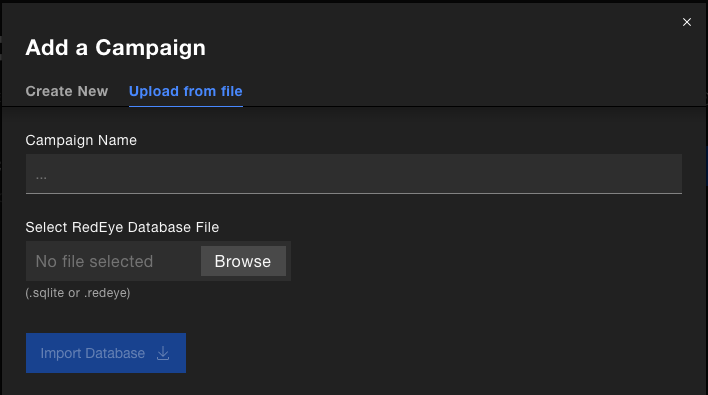 Add a Campaign
Create New Upload from file
Campaign Name
...
Select RedEye Database File
No file selected Browse
(.sqlite or .redeye)
Import Database